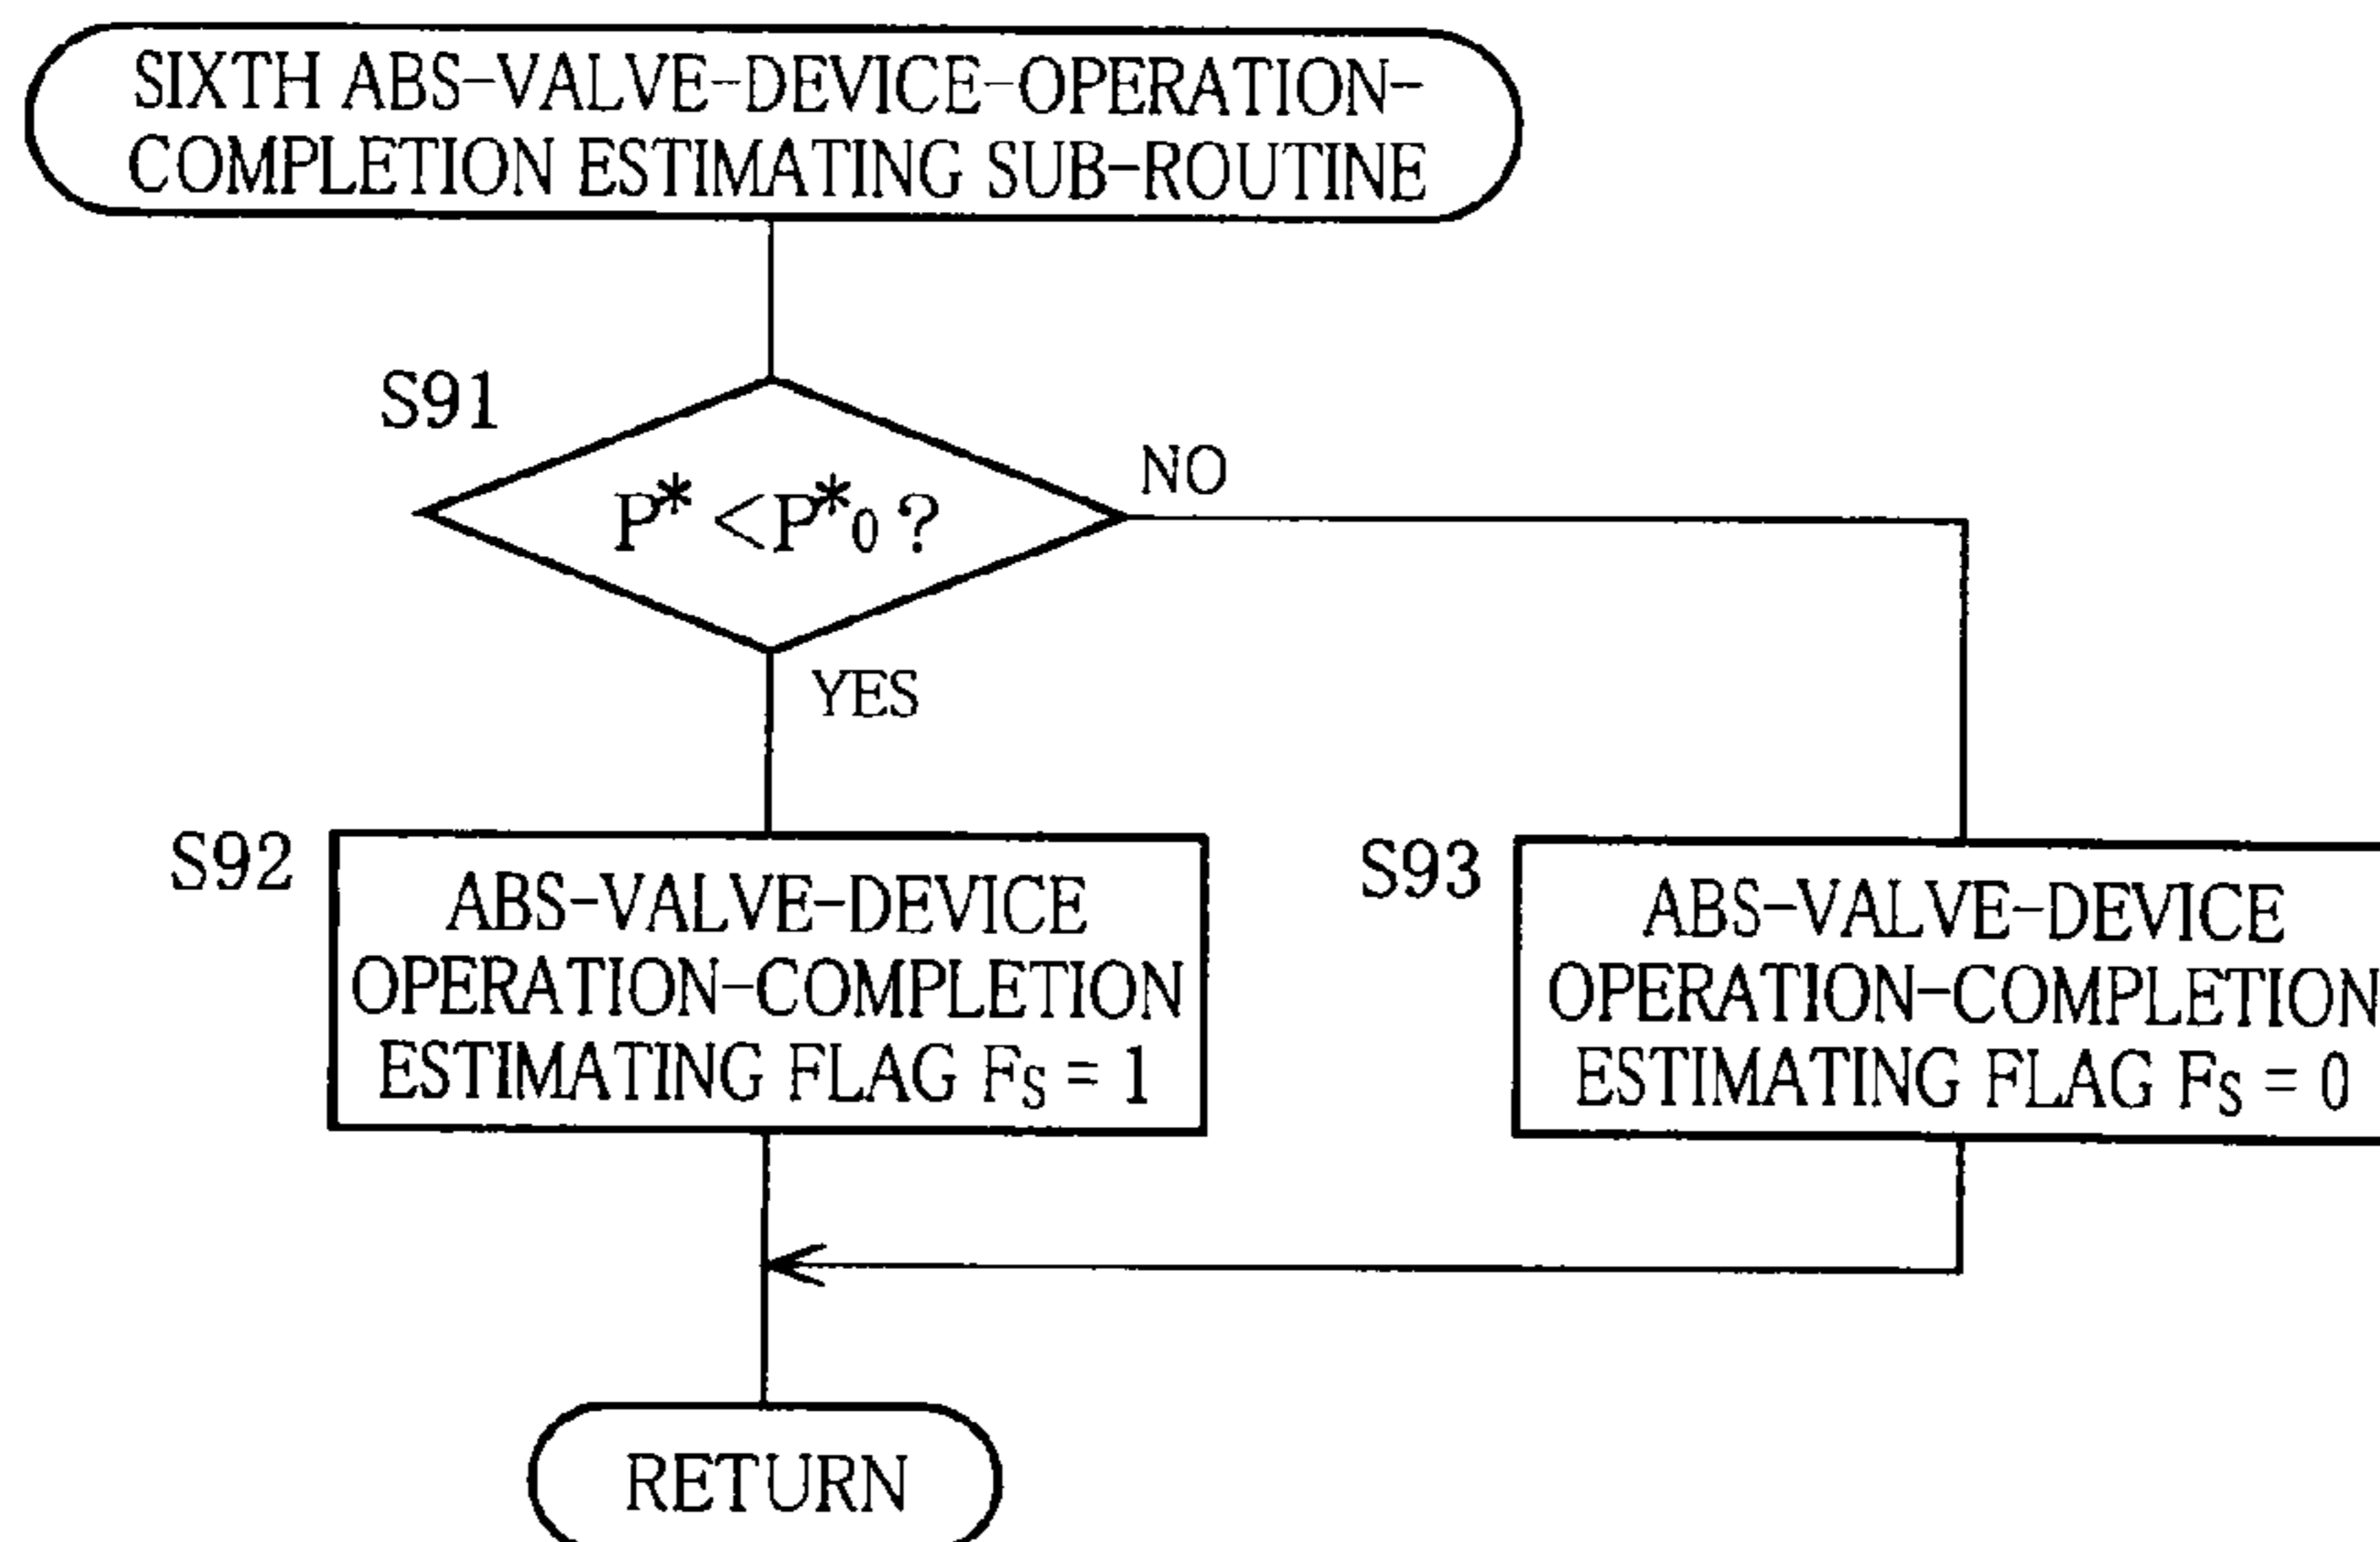 SIXTH ABS-VALVE-DEVICE-OPERATION-
COMPLETION ESTIMATING SUB-ROUTINE
S91
P* <P*0 ?
NO
YES
S92
ABS-VALVE-DEVICE
OPERATION-COMPLETION
ESTIMATING FLAG FS = 1
S93
ABS-VALVE-DEVICE
OPERATION-COMPLETION
ESTIMATING FLAG FS = 0
RETURN